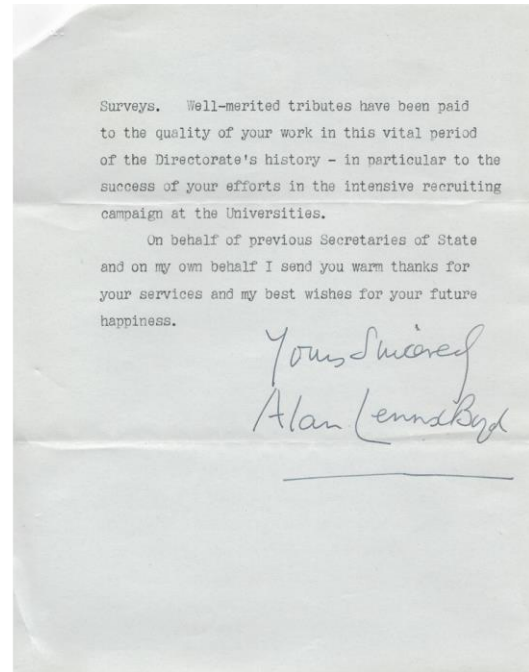 Surveys. Well-merited tributes have been paid
to the quality of your work in this vital period
of the Directorate's history - in particular to the
success of your efforts in the intensive recruiting
campaign at the Universities.
On behalf of previous Secretaries of State
and on my own behalf I send you warm thanks for
your services and my best wishes for your future
happiness.
Yours Sincerely
Alan Lennox Boyd